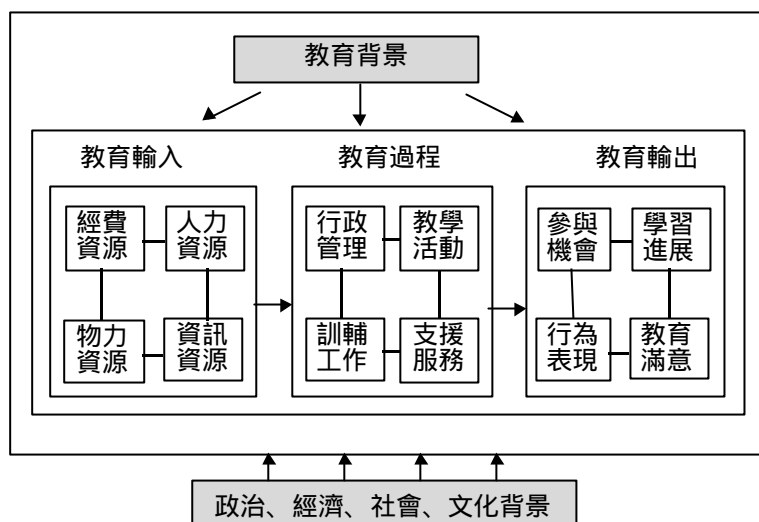 教育背景
教育輸入
教育過程
教育輸出
經費
資源
人力
資源
物力
資源
資訊
資源
行政
管理
教學
活動
訓輔
工作
支援
服務
參與
機會
學習
進展
行為
表現
教育
滿意
政治、經濟、社會、文化背景